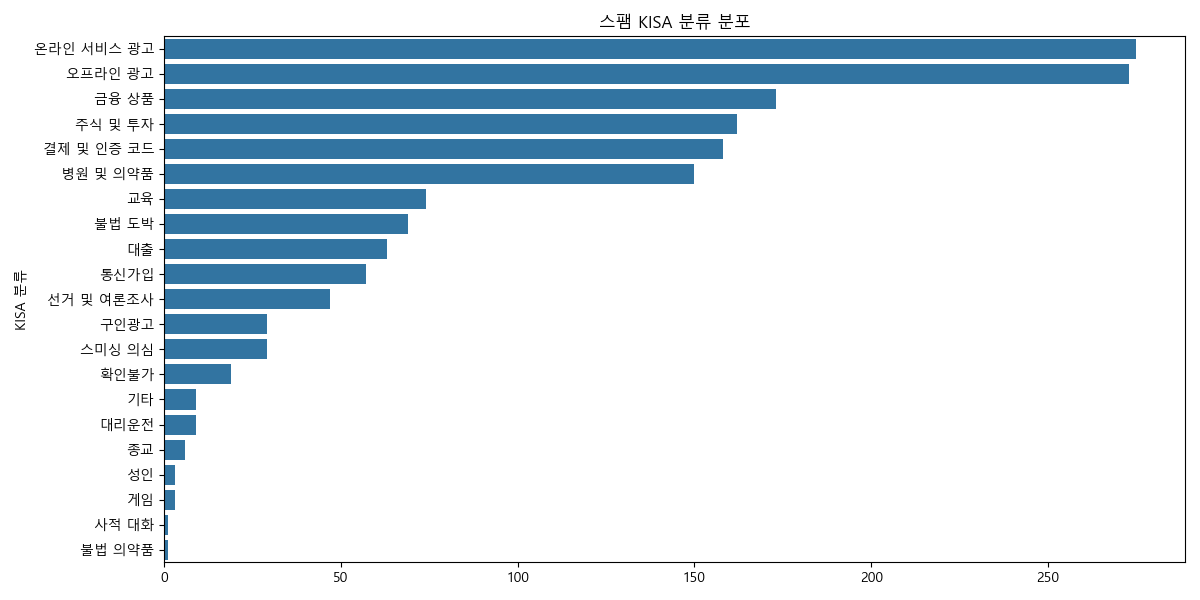 스팸 KISA 분류 분포
KISA 분류
온라인 서비스 광고
오프라인 광고
금융 상품
주식 및 투자
결제 및 인증 코드
병원 및 의약품
교육
불법 도박
대출
통신가입
선거 및 여론조사
구인광고
스미싱 의심
확인불가
기타
대리운전
종교
성인
게임
사적 대화
불법 의약품
0 50 100 150 200 250